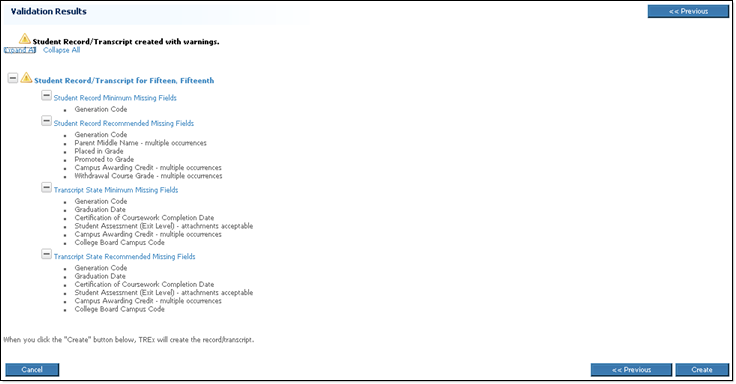 Validation Results
<< Previous
Student Record/Transcript created with warnings.
Expand All Collapse All
Student Record/Transcript for Fifteen, Fifteenth
Student Record Minimum Missing Fields
Generation Code
Student Record Recommended Missing Fields
Generation Code
Parent Middle Name - multiple occurrences
Placed in Grade
Promoted to Grade
Campus Awarding Credit - multiple occurrences
Withdrawal Course Grade - multiple occurrences
Transcript State Minimum Missing Fields
Generation Code
Graduation Date
Certification of Coursework Completion Date
Student Assessment (Exit Level) - attachments acceptable
Campus Awarding Credit - multiple occurrences
College Board Campus Code
Transcript State Recommended Missing Fields
Generation Code
Graduation Date
Certification of Coursework Completion Date
Student Assessment (Exit Level) - attachments acceptable
Campus Awarding Credit - multiple occurrences
College Board Campus Code
When you click the "Create" button below, TREx will create the record/transcript.
Cancel << Previous Create